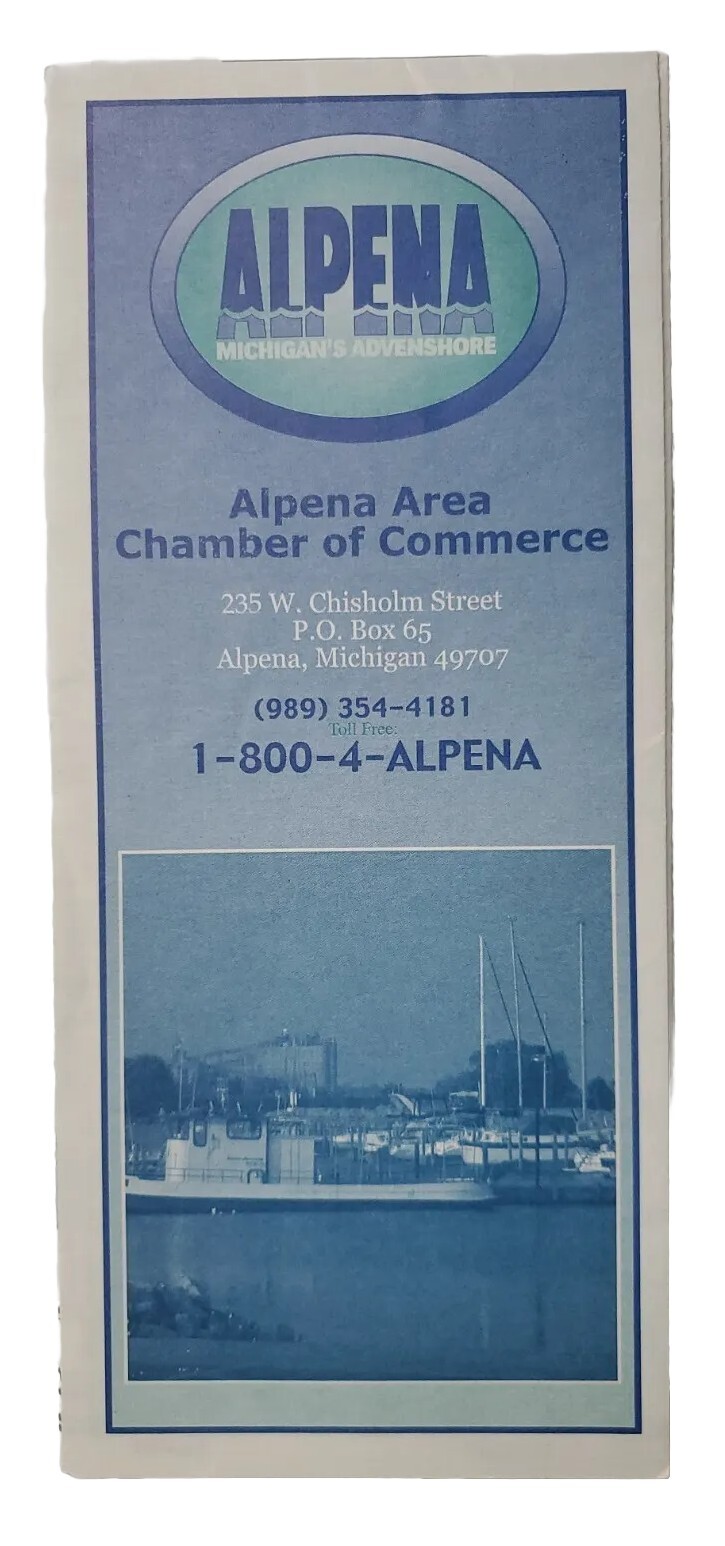 ALPENA
MICHIGAN'S ADVENSHORE
Alpena Area
Chamber of Commerce
235 W. Chisholm Street
P.O. Box 65
Alpena, Michigan 49707
(989) 354-4181
Toll Free:
1-800-4-ALPENA